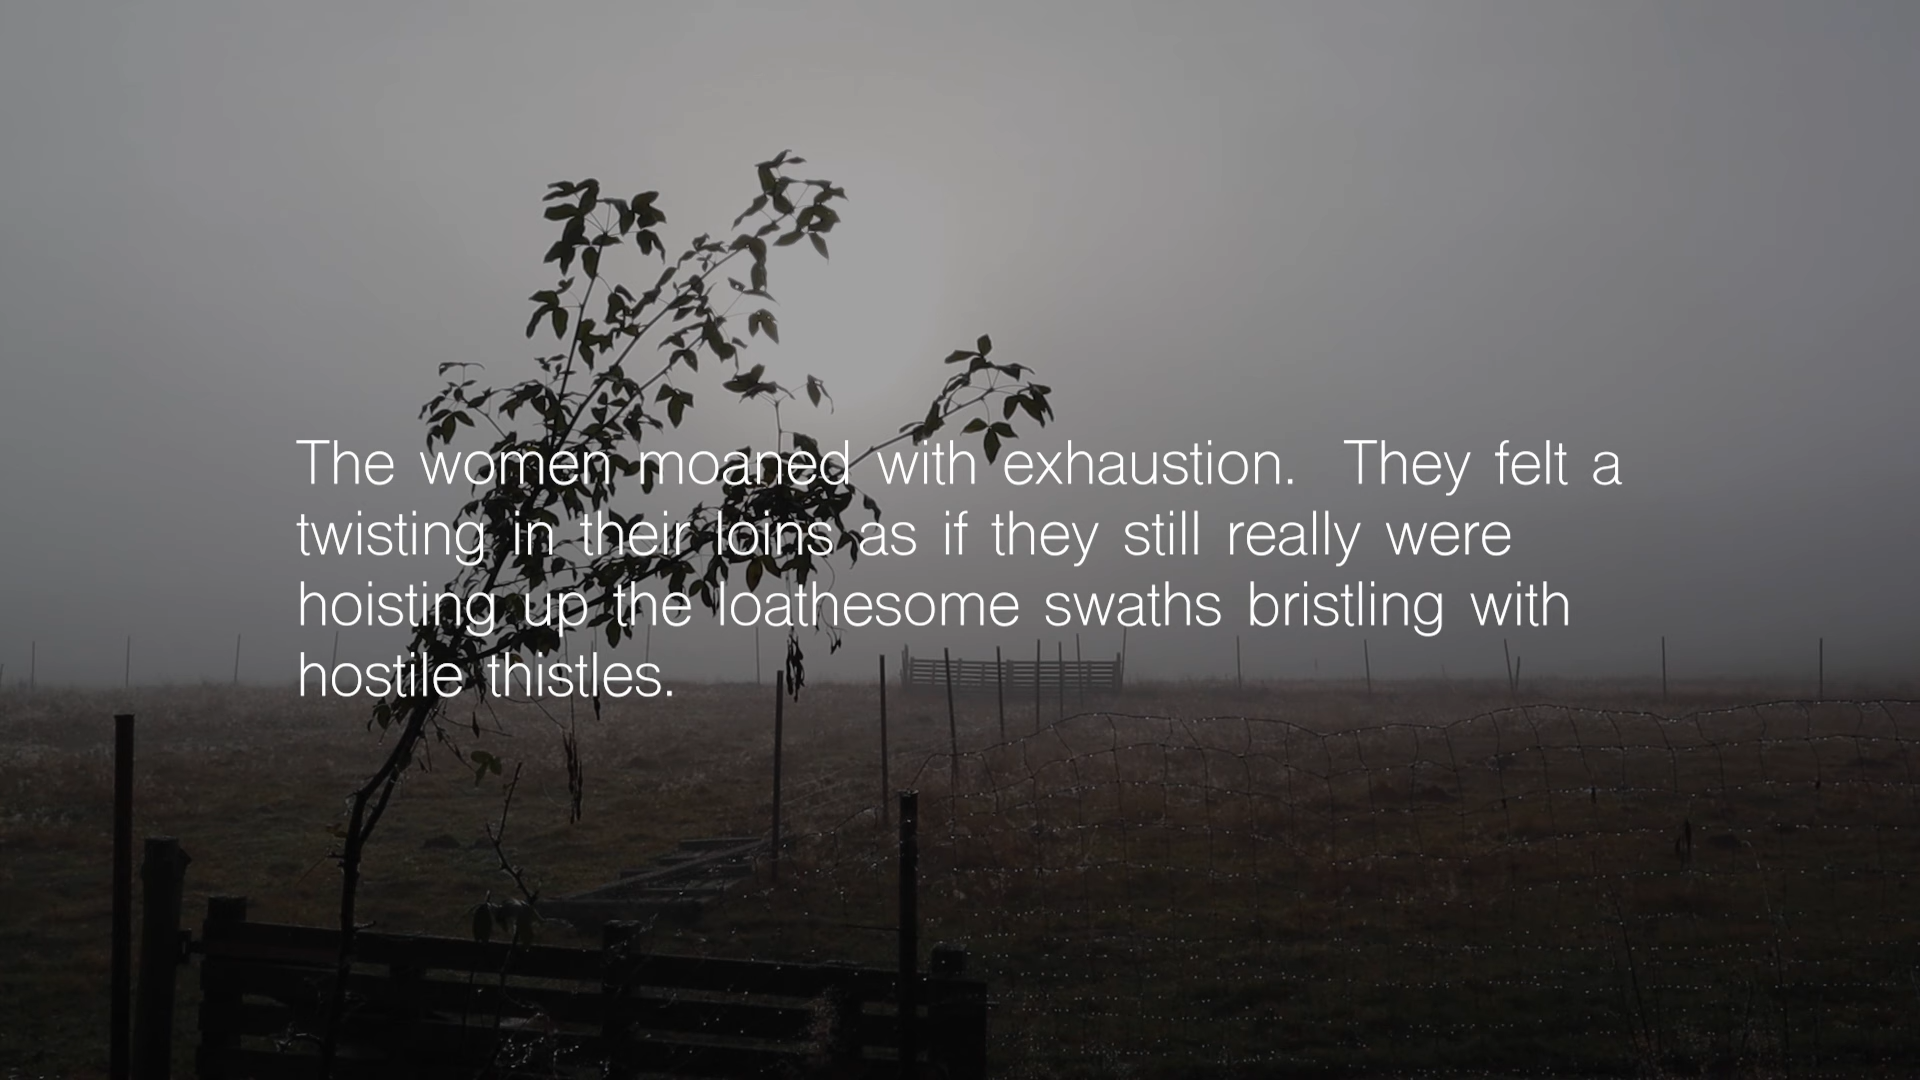 The women moaned with exhaustion.  They felt a
twisting in their loins as if they still really were
hoisting up the loathesome swaths bristling with
hostile thistles.